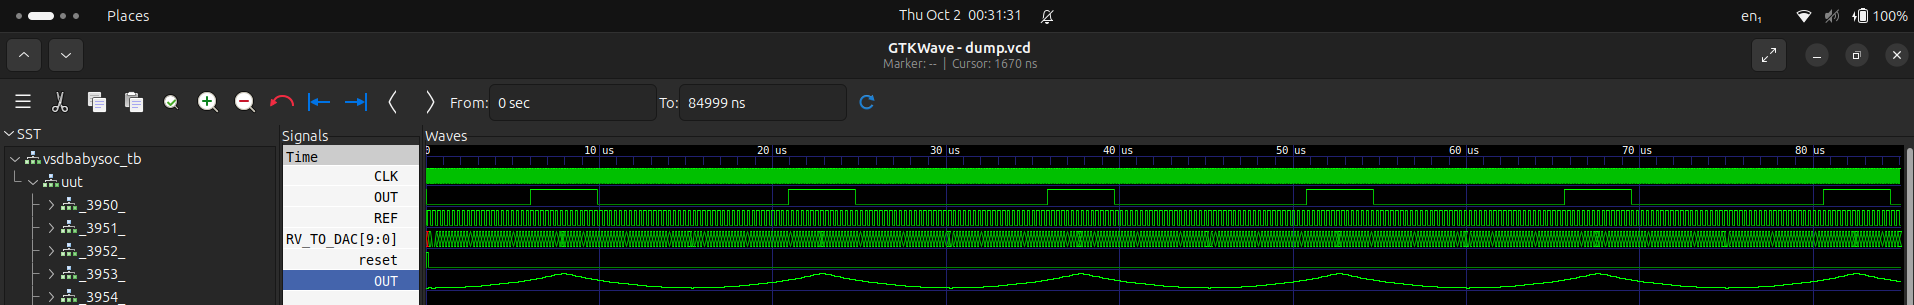 Places
Thu Oct 2 00:31:31
en₁
100%
GTKWave - dump.vcd
Marker: -- | Cursor: 1670 ns
From: 0 sec
To: 84999 ns
SST
vsdbabysoc_tb
uut
_3950_
_3951_
_3952_
_3953_
_3954_
Signals
Time
CLK
OUT
REF
RV_TO_DAC[9:0]
reset
OUT
Waves
0 10 us 20 us 30 us 40 us 50 us 60 us 70 us 80 us